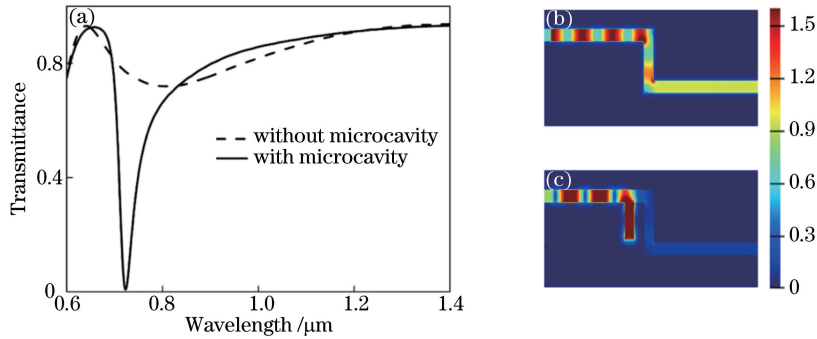 (a)
0.8
0.4
0
0.6
0.8
1.0
1.2
1.4
Transmittance
Wavelength /μm
without microcavity
with microcavity
(b)
(c)
1.5
1.2
0.9
0.6
0.3
0